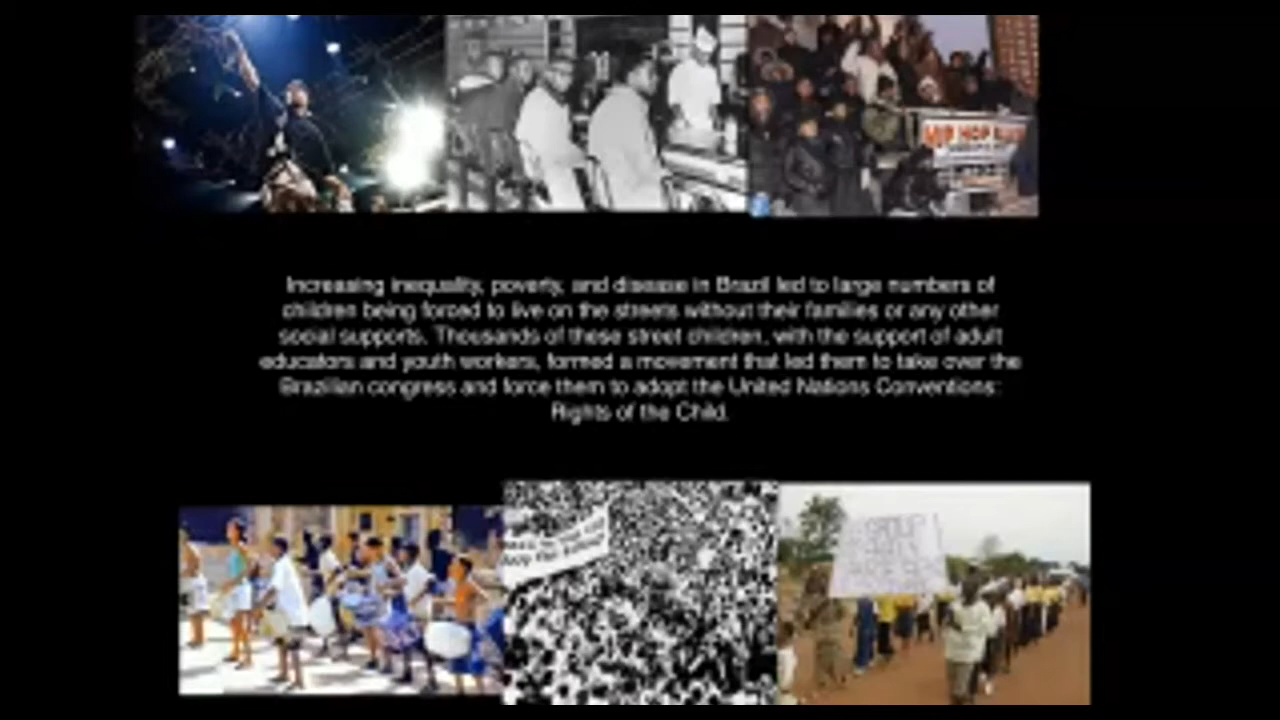 HIP HOP
Increasing inequality, poverty, and disease in Brazil led to large numbers of
children being forced to live on the streets without their families or any other
social supports. Thousands of these street children, with the support of adult
educators and youth workers, formed a movement that led them to take over the
Brazilian congress and force them to adopt the United Nations Conventions:
Rights of the Child.